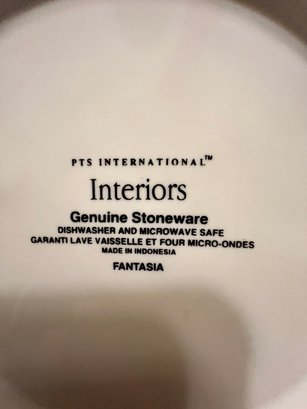 PTS INTERNATIONAL™
Interiors
Genuine Stoneware
DISHWASHER AND MICROWAVE SAFE
GARANTI LAVE VAISSELLE ET FOUR MICRO-ONDES
MADE IN INDONESIA
FANTASIA